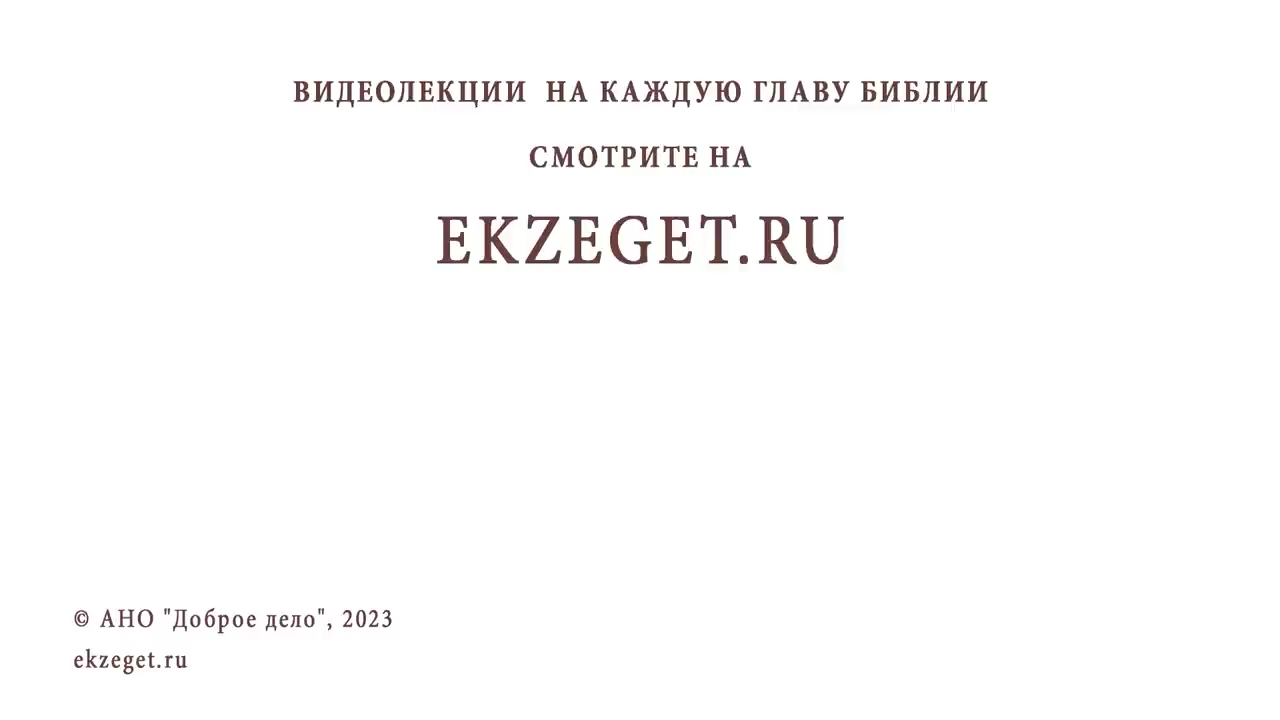 ВИДЕОЛЕКЦИИ НА КАЖДУЮ ГЛАВУ БИБЛИИ
СМОТРИТЕ НА
EKZEGET.RU
© АНО "Доброе дело", 2023
ekzeget.ru